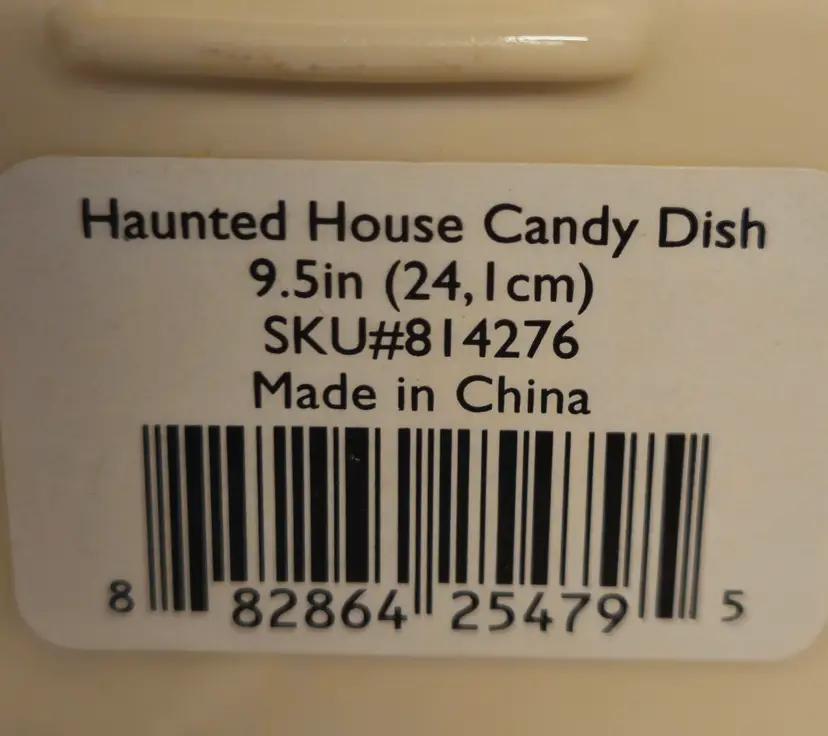 Haunted House Candy Dish
9.5in (24,1cm)
SKU#814276
Made in China
8 82864 25479 5